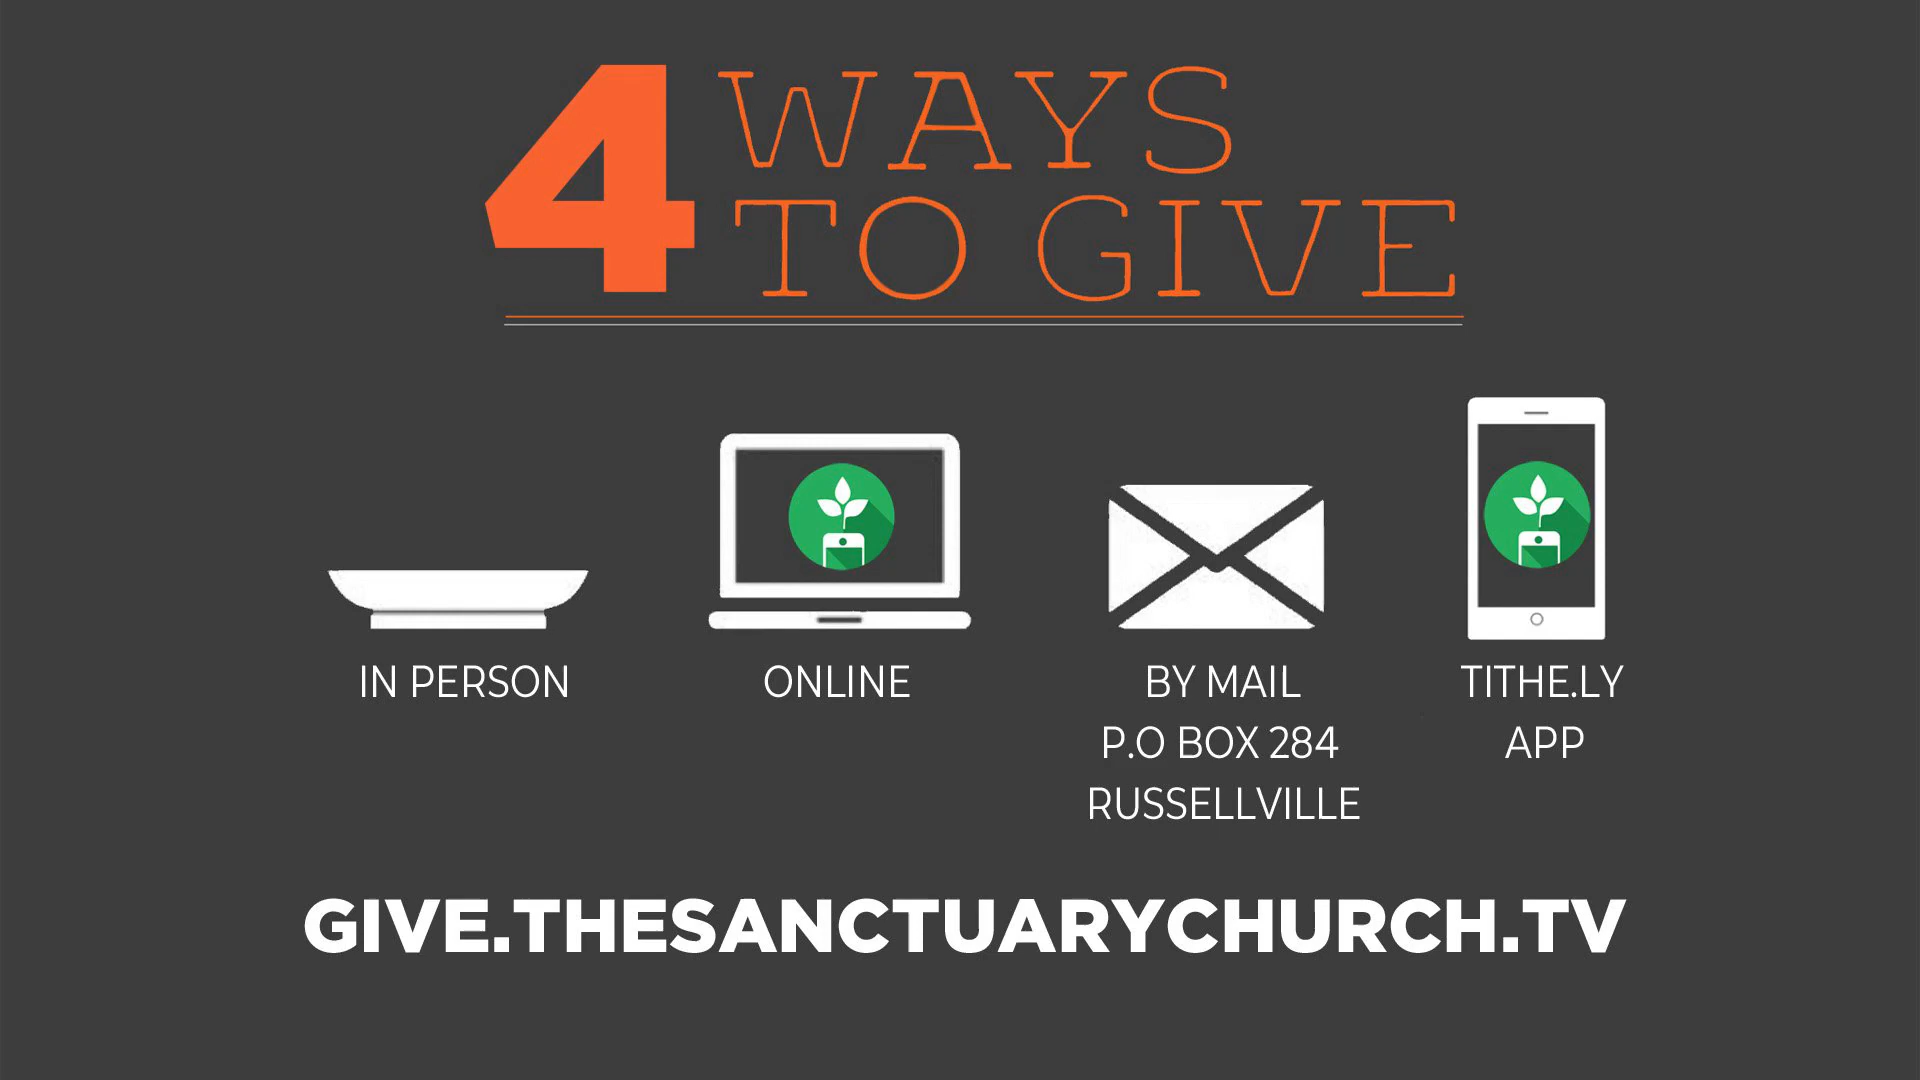 4 WAYS
TO GIVE
IN PERSON
ONLINE
BY MAIL
P.O BOX 284
RUSSELLVILLE
TITHE.LY
APP
GIVE.THESANCTUARYCHURCH.TV